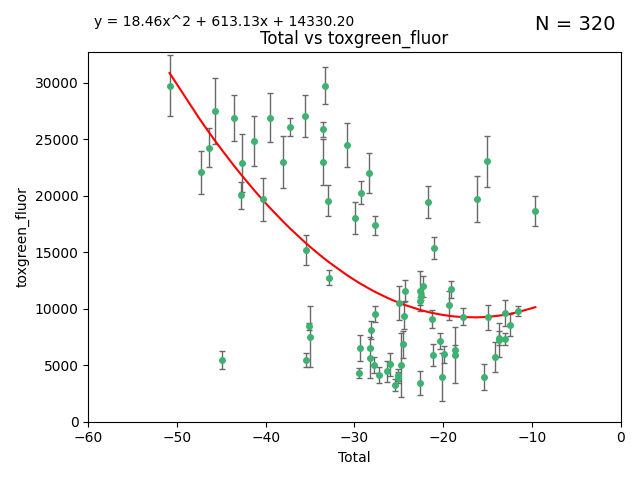 y = 18.46x^2 + 613.13x + 14330.20
N = 320
Total vs toxgreen_fluor
30000
25000
20000
15000
10000
5000
0
toxgreen_fluor
−60
−50
−40
−30
−20
−10
0
Total